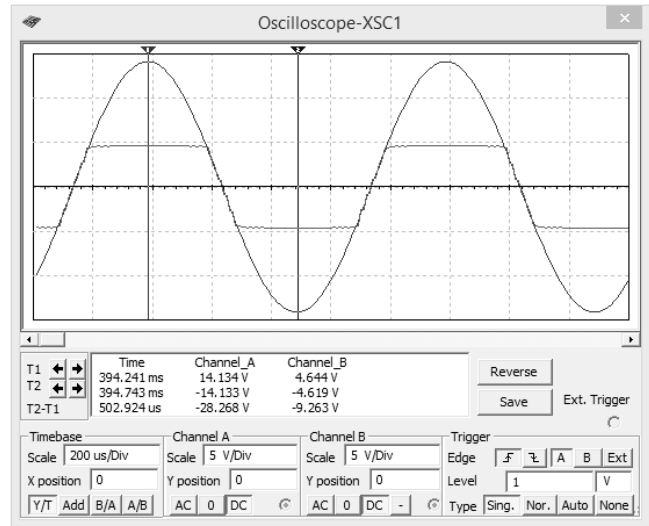 Oscilloscope-XSC1 ×
1 2
Time Channel_A Channel_B
T1 394.241 ms 14.134 V 4.644 V
T2 394.743 ms -14.133 V -4.619 V
T2-T1 502.924 us -28.268 V -9.263 V
Reverse
Save
Ext. Trigger
Timebase
Scale 200 us/Div
X position 0
Y/T Add B/A A/B
Channel A
Scale 5 V/Div
Y position 0
AC 0 DC
Channel B
Scale 5 V/Div
Y position 0
AC 0 DC -
Trigger
Edge A B Ext
Level 1 V
Type Sing. Nor. Auto None